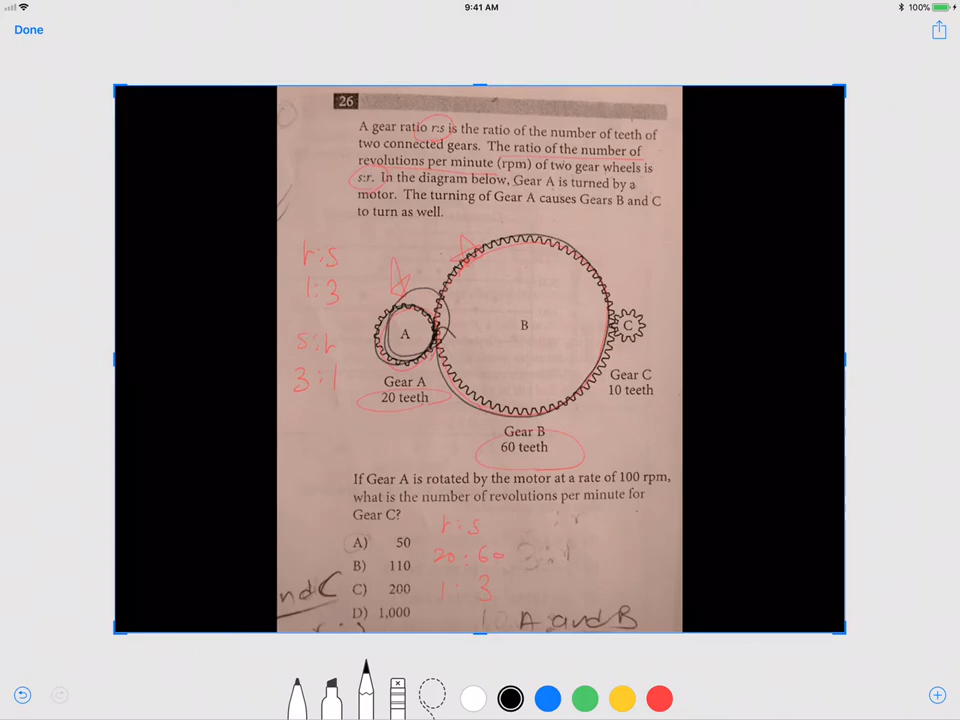 9:41 AM
100%
Done
26
A gear ratio r:s is the ratio of the number of teeth of
two connected gears. The ratio of the number of
revolutions per minute (rpm) of two gear wheels is
s:r. In the diagram below, Gear A is turned by a
motor. The turning of Gear A causes Gears B and C
to turn as well.
r:s
1:3
s:r
3:1
A
B
C
Gear A
20 teeth
Gear C
10 teeth
Gear B
60 teeth
If Gear A is rotated by the motor at a rate of 100 rpm,
what is the number of revolutions per minute for
Gear C?
A) 50
B) 110
C) 200
D) 1,000
r:s
20:60
1:3
3:1
A and B